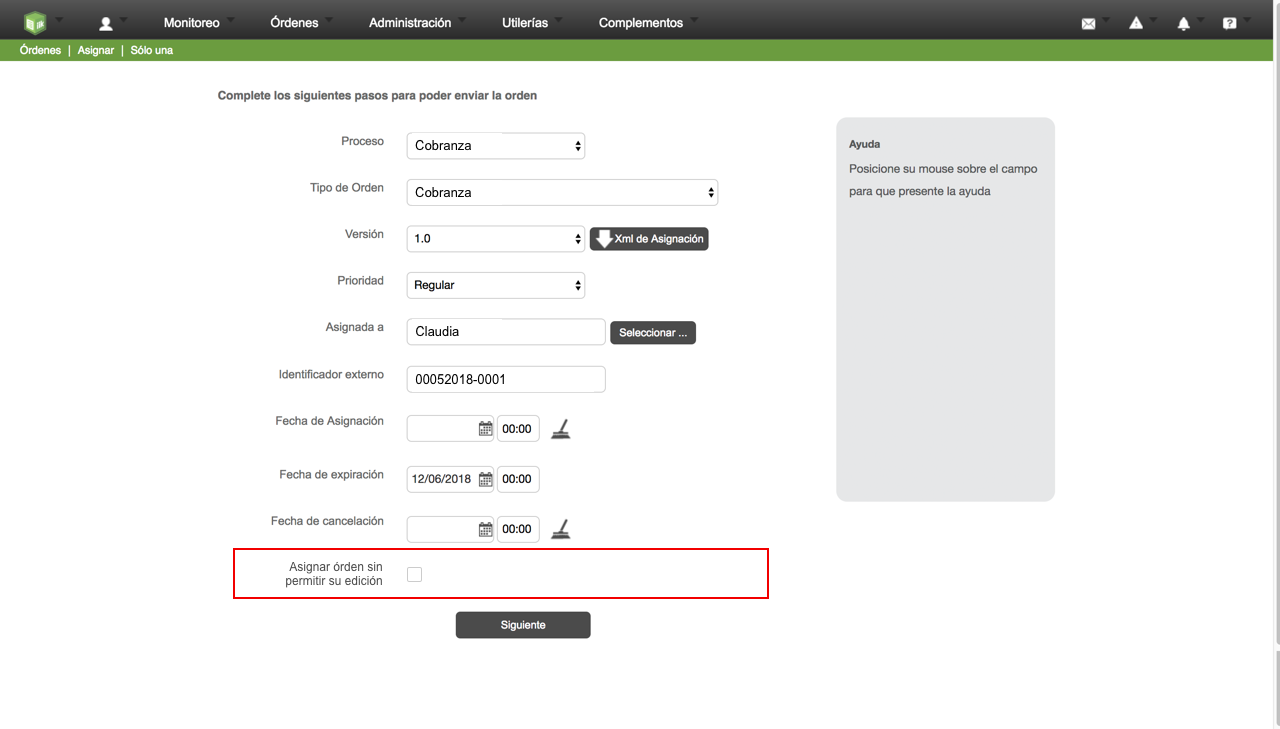 Monitoreo Órdenes Administración Utilerías Complementos
Órdenes | Asignar | Sólo una
Complete los siguientes pasos para poder enviar la orden
Proceso Cobranza
Tipo de Orden Cobranza
Versión 1.0 Xml de Asignación
Prioridad Regular
Asignada a Claudia Seleccionar ...
Identificador externo 00052018-0001
Fecha de Asignación 00:00
Fecha de expiración 12/06/2018 00:00
Fecha de cancelación 00:00
Asignar órden sin
permitir su edición
Siguiente
Ayuda
Posicione su mouse sobre el campo
para que presente la ayuda